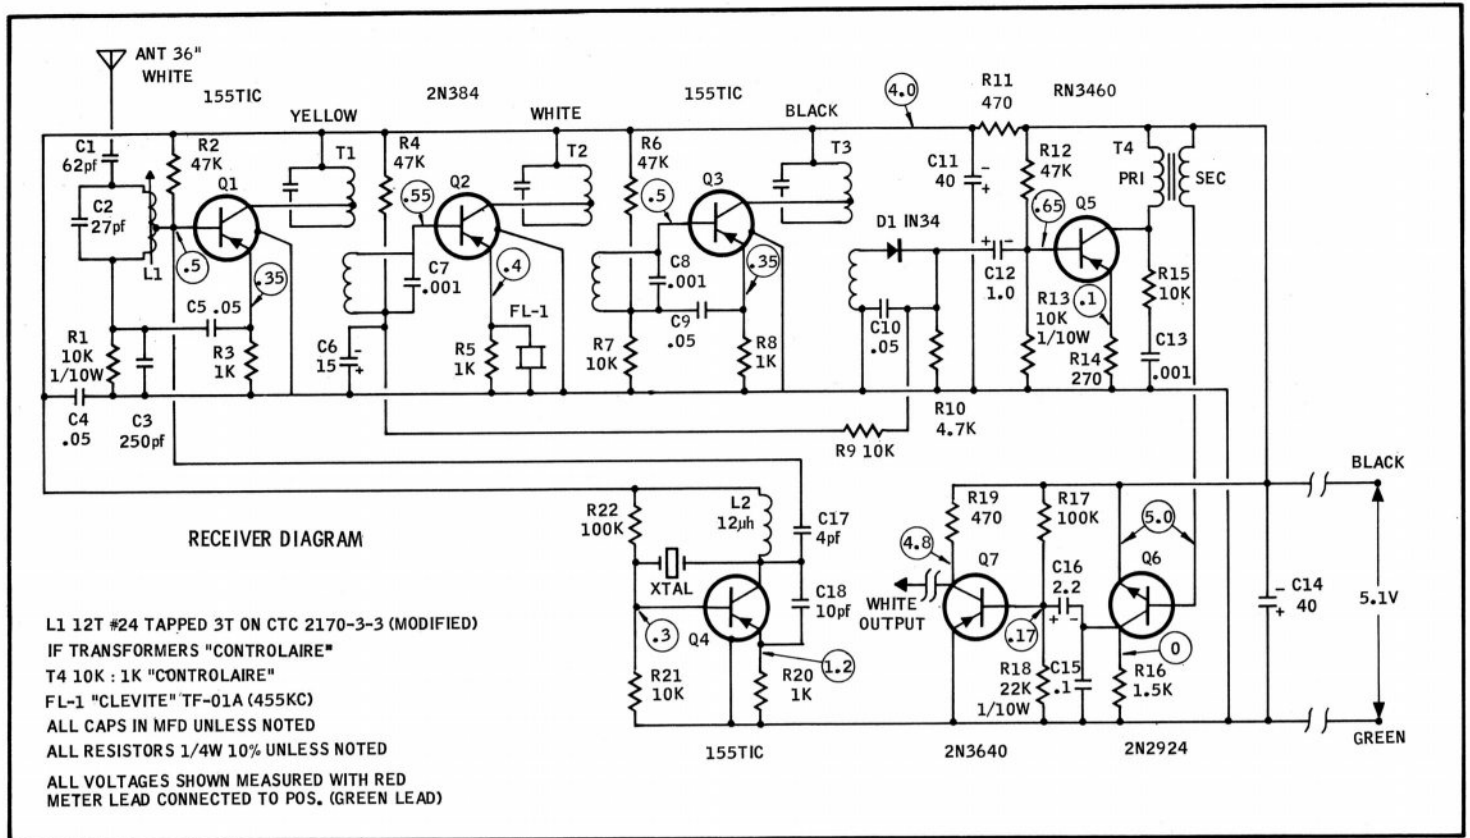 ANT 36"
WHITE
155TIC
2N384
155TIC
4.0
R11
470
RN3460
YELLOW
WHITE
BLACK
C1
62pf
R2
47K
Q1
T1
R4
47K
Q2
T2
R6
47K
Q3
T3
C11
40
-
+
R12
47K
T4
PRI
SEC
C2
27pf
L1
.5
.35
.55
C7
.001
.4
.5
C8
.001
.35
D1 IN34
+ -
C12
1.0
.65
Q5
R15
10K
C5 .05
FL-1
C9
.05
C10
.05
R13
10K
1/10W
.1
R1
10K
1/10W
R3
1K
C6
15
-
+
R5
1K
R7
10K
R8
1K
R14
270
C13
.001
C4
.05
C3
250pf
R10
4.7K
R9 10K
BLACK
RECEIVER DIAGRAM
R22
100K
L2
12μh
C17
4pf
R19
470
R17
100K
5.0
4.8
Q7
C16
2.2
+ -
Q6
-
+
C14
40
5.1V
XTAL
C18
10pf
WHITE
OUTPUT
.3
Q4
.17
0
1.2
R21
10K
R20
1K
R18
22K
1/10W
C15
.1
R16
1.5K
155TIC
2N3640
2N2924
GREEN
L1 12T #24 TAPPED 3T ON CTC 2170-3-3 (MODIFIED)
IF TRANSFORMERS "CONTROLAIRE"
T4 10K : 1K "CONTROLAIRE"
FL-1 "CLEVITE" TF-01A (455KC)
ALL CAPS IN MFD UNLESS NOTED
ALL RESISTORS 1/4W 10% UNLESS NOTED
ALL VOLTAGES SHOWN MEASURED WITH RED
METER LEAD CONNECTED TO POS. (GREEN LEAD)